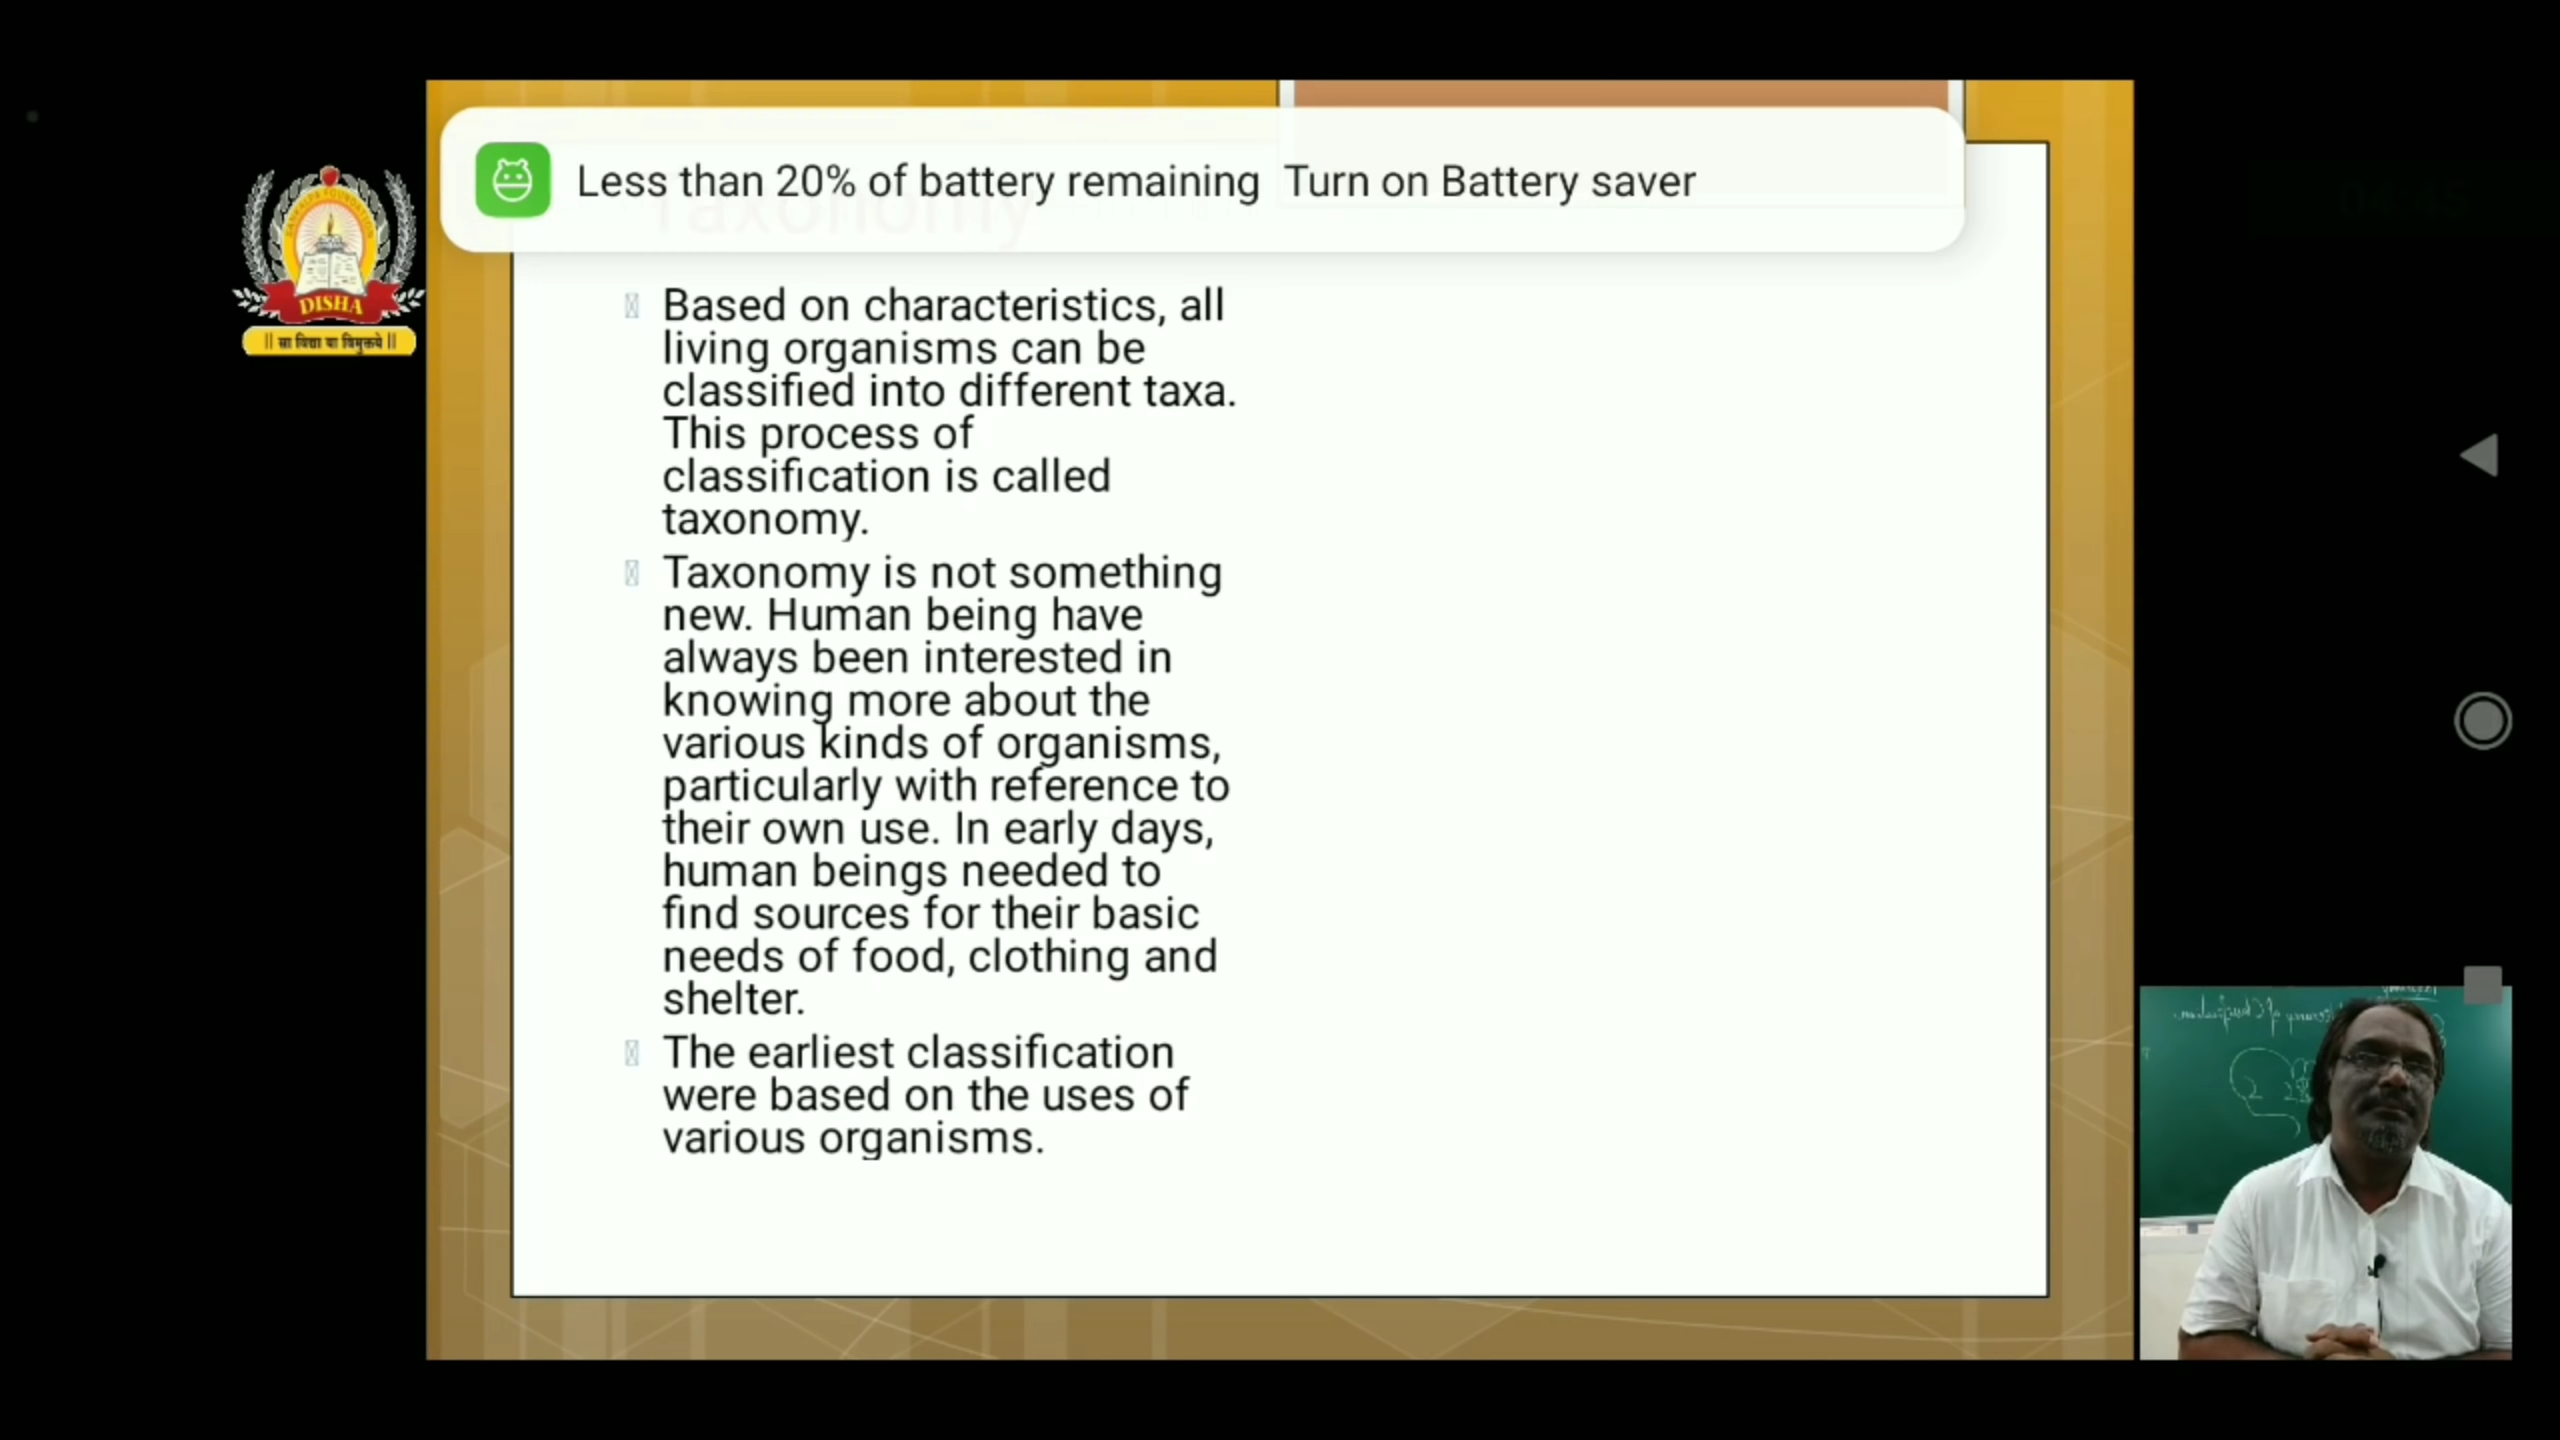 Less than 20% of battery remaining Turn on Battery saver
Taxonomy
DISHA
|| सा विद्या या विमुक्तये ||
Based on characteristics, all
living organisms can be
classified into different taxa.
This process of
classification is called
taxonomy.
Taxonomy is not something
new. Human being have
always been interested in
knowing more about the
various kinds of organisms,
particularly with reference to
their own use. In early days,
human beings needed to
find sources for their basic
needs of food, clothing and
shelter.
The earliest classification
were based on the uses of
various organisms.